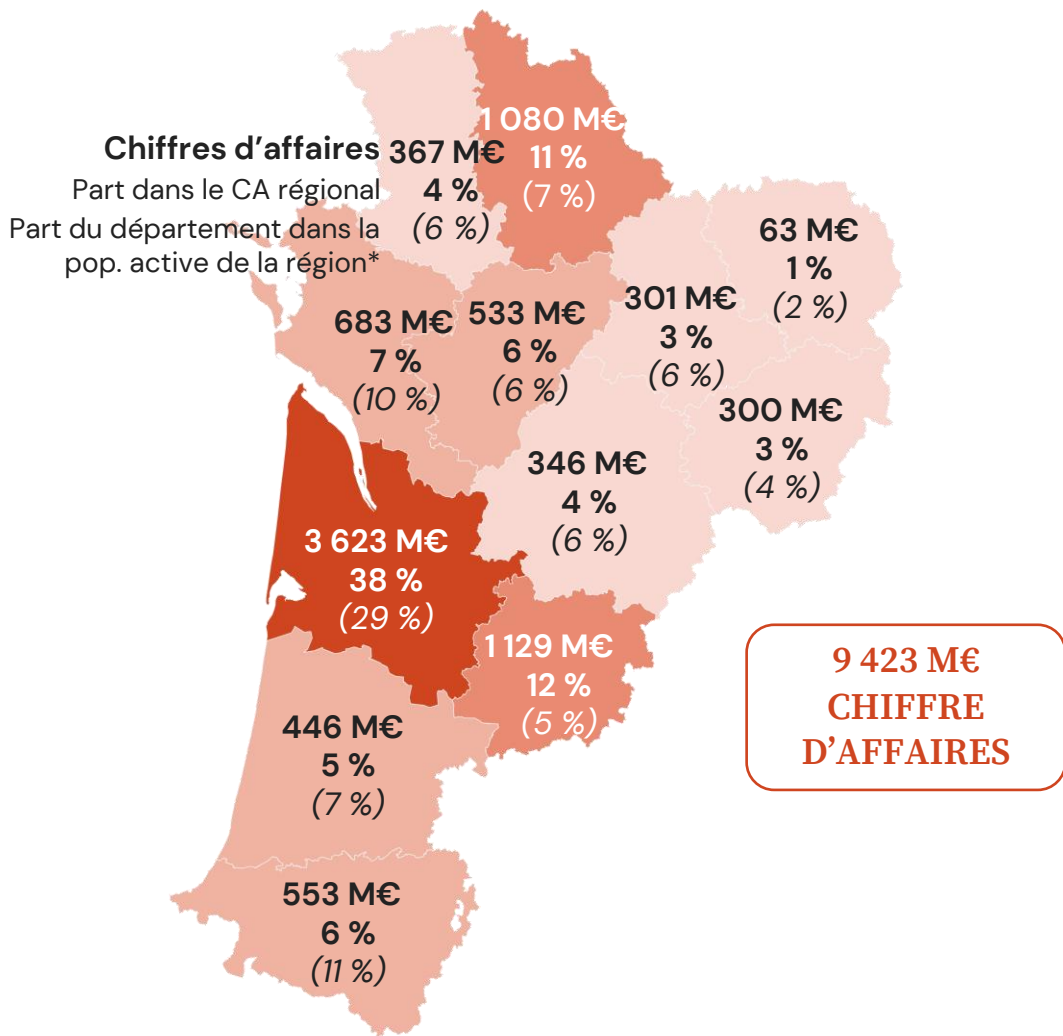 1 080 M€
11 %
(7 %)
Chiffres d'affaires
Part dans le CA régional
Part du département dans la
pop. active de la région*
367 M€
4 %
(6 %)
63 M€
1 %
(2 %)
301 M€
3 %
(6 %)
683 M€
7 %
(10 %)
533 M€
6 %
(6 %)
300 M€
3 %
(4 %)
346 M€
4 %
(6 %)
3 623 M€
38 %
(29 %)
1 129 M€
12 %
(5 %)
9 423 M€
CHIFFRE
D'AFFAIRES
446 M€
5 %
(7 %)
553 M€
6 %
(11 %)